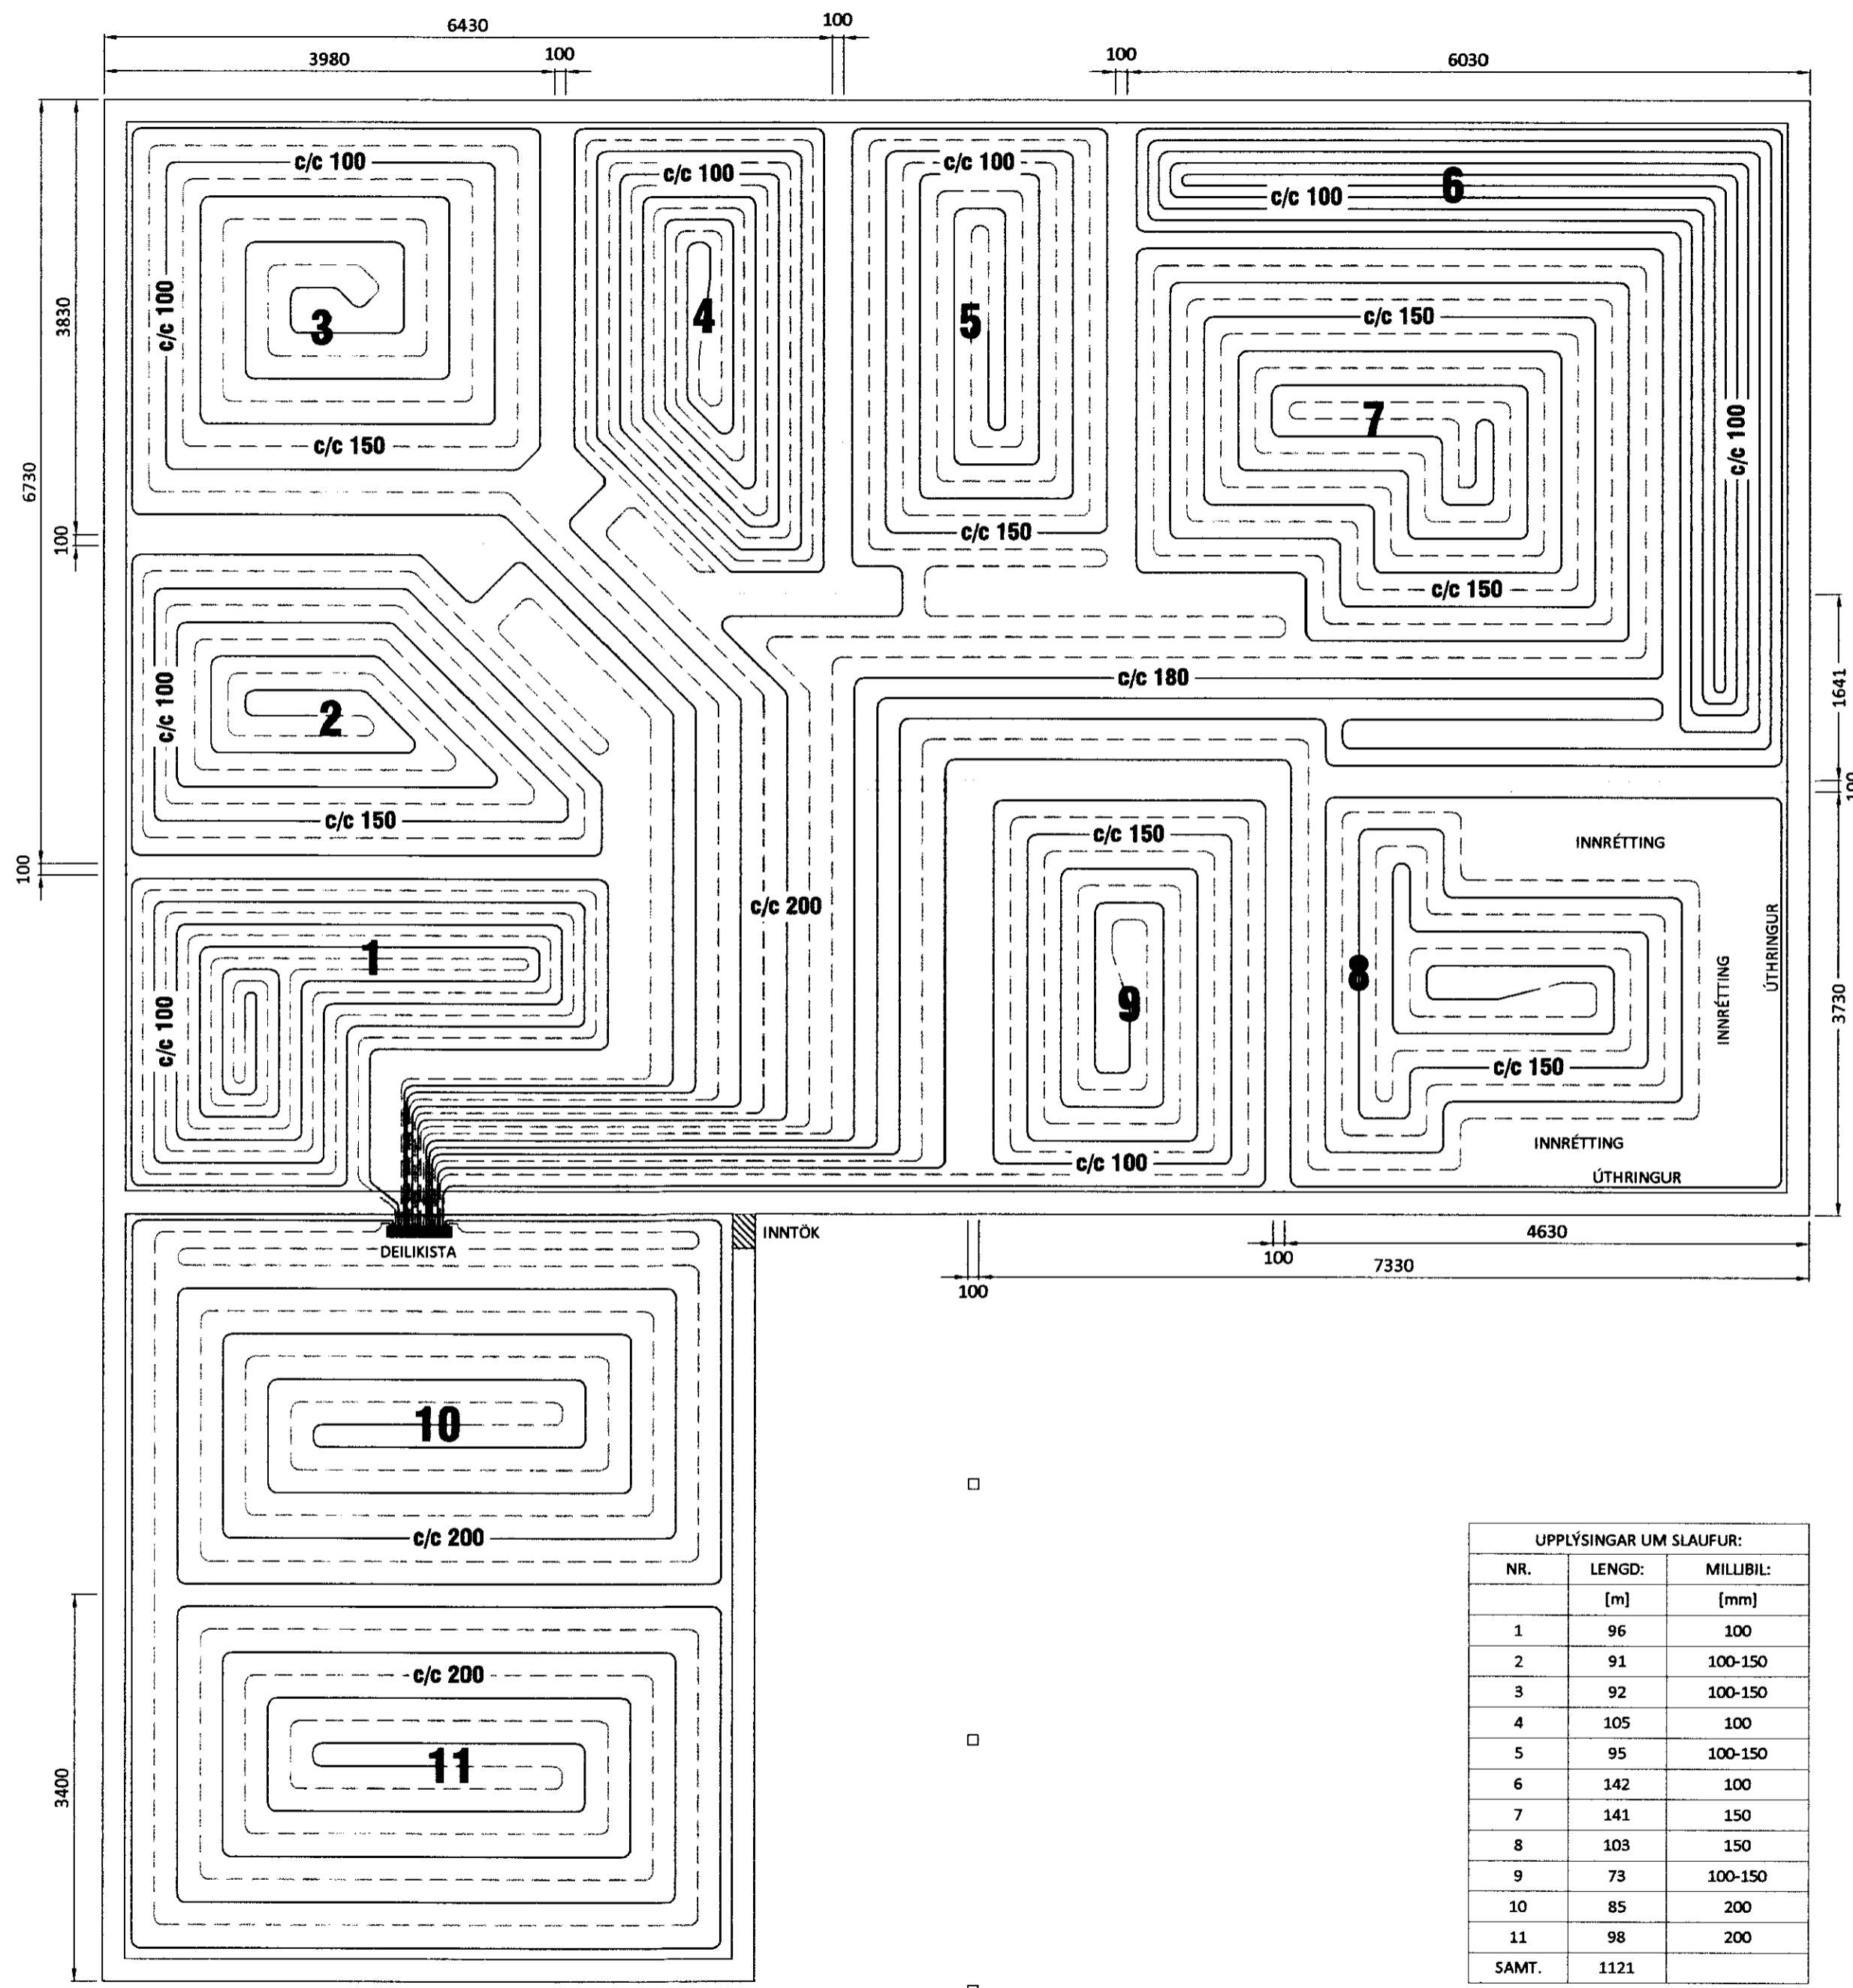 6430
100
3980
100
100
6030
c/c 100
c/c 100
c/c 100
c/c 100
6
3
c/c 100
4
5
c/c 150
7
c/c 100
3830
6730
100
c/c 150
c/c 150
c/c 150
c/c 180
1641
100
c/c 100
2
c/c 150
100
c/c 150
INNRÉTTING
c/c 200
ÚTHRINGUR
1
8
9
INNRÉTTING
3730
c/c 100
c/c 150
c/c 100
INNRÉTTING
ÚTHRINGUR
INNTÖK
DEILIKISTA
4630
100
7330
100
10
c/c 200
c/c 200
11
3400
UPPLÝSINGAR UM SLAUFUR:
NR. LENGD: MILLIBIL:
[m] [mm]
1 96 100
2 91 100-150
3 92 100-150
4 105 100
5 95 100-150
6 142 100
7 141 150
8 103 150
9 73 100-150
10 85 200
11 98 200
SAMT. 1121